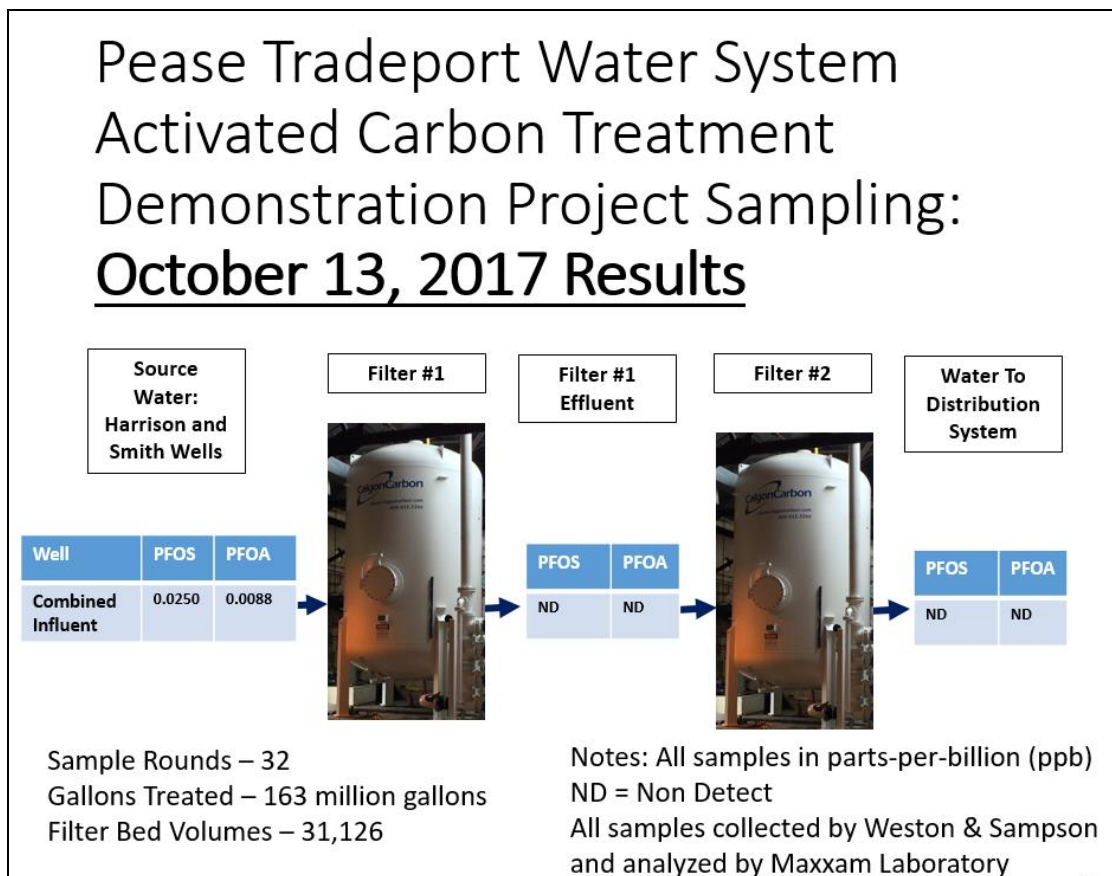 Pease Tradeport Water System
Activated Carbon Treatment
Demonstration Project Sampling:
October 13, 2017 Results
Source
Water:
Harrison and
Smith Wells
Filter #1
Filter #1
Effluent
Filter #2
Water To
Distribution
System
CalgonCarbon
CalgonCarbon
Well PFOS PFOA
Combined
Influent 0.0250 0.0088
PFOS PFOA
ND ND
PFOS PFOA
ND ND
Sample Rounds – 32
Gallons Treated – 163 million gallons
Filter Bed Volumes – 31,126
Notes: All samples in parts-per-billion (ppb)
ND = Non Detect
All samples collected by Weston & Sampson
and analyzed by Maxxam Laboratory